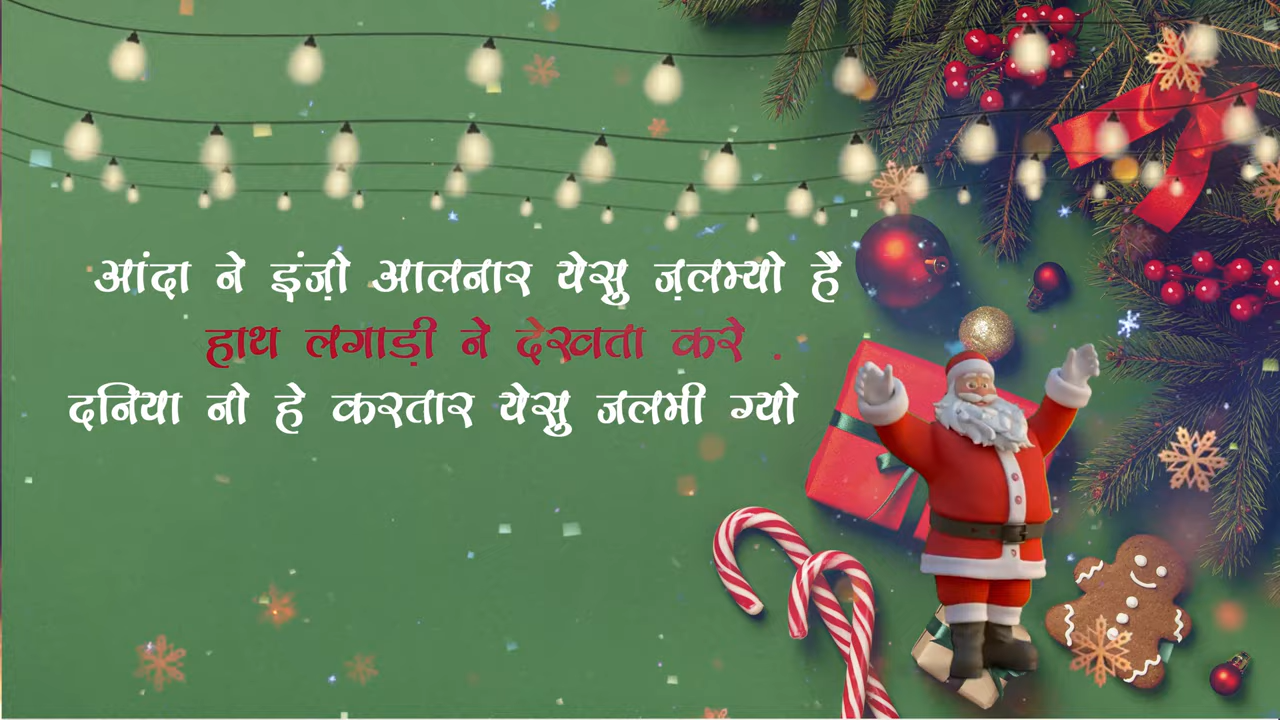 आंदा ने इंज़ो आलनार येसु ज़लम्यो है
हाथ लगाड़ी ने देखता करे .
दनिया नो हे करतार येसु जलमी ग्यो